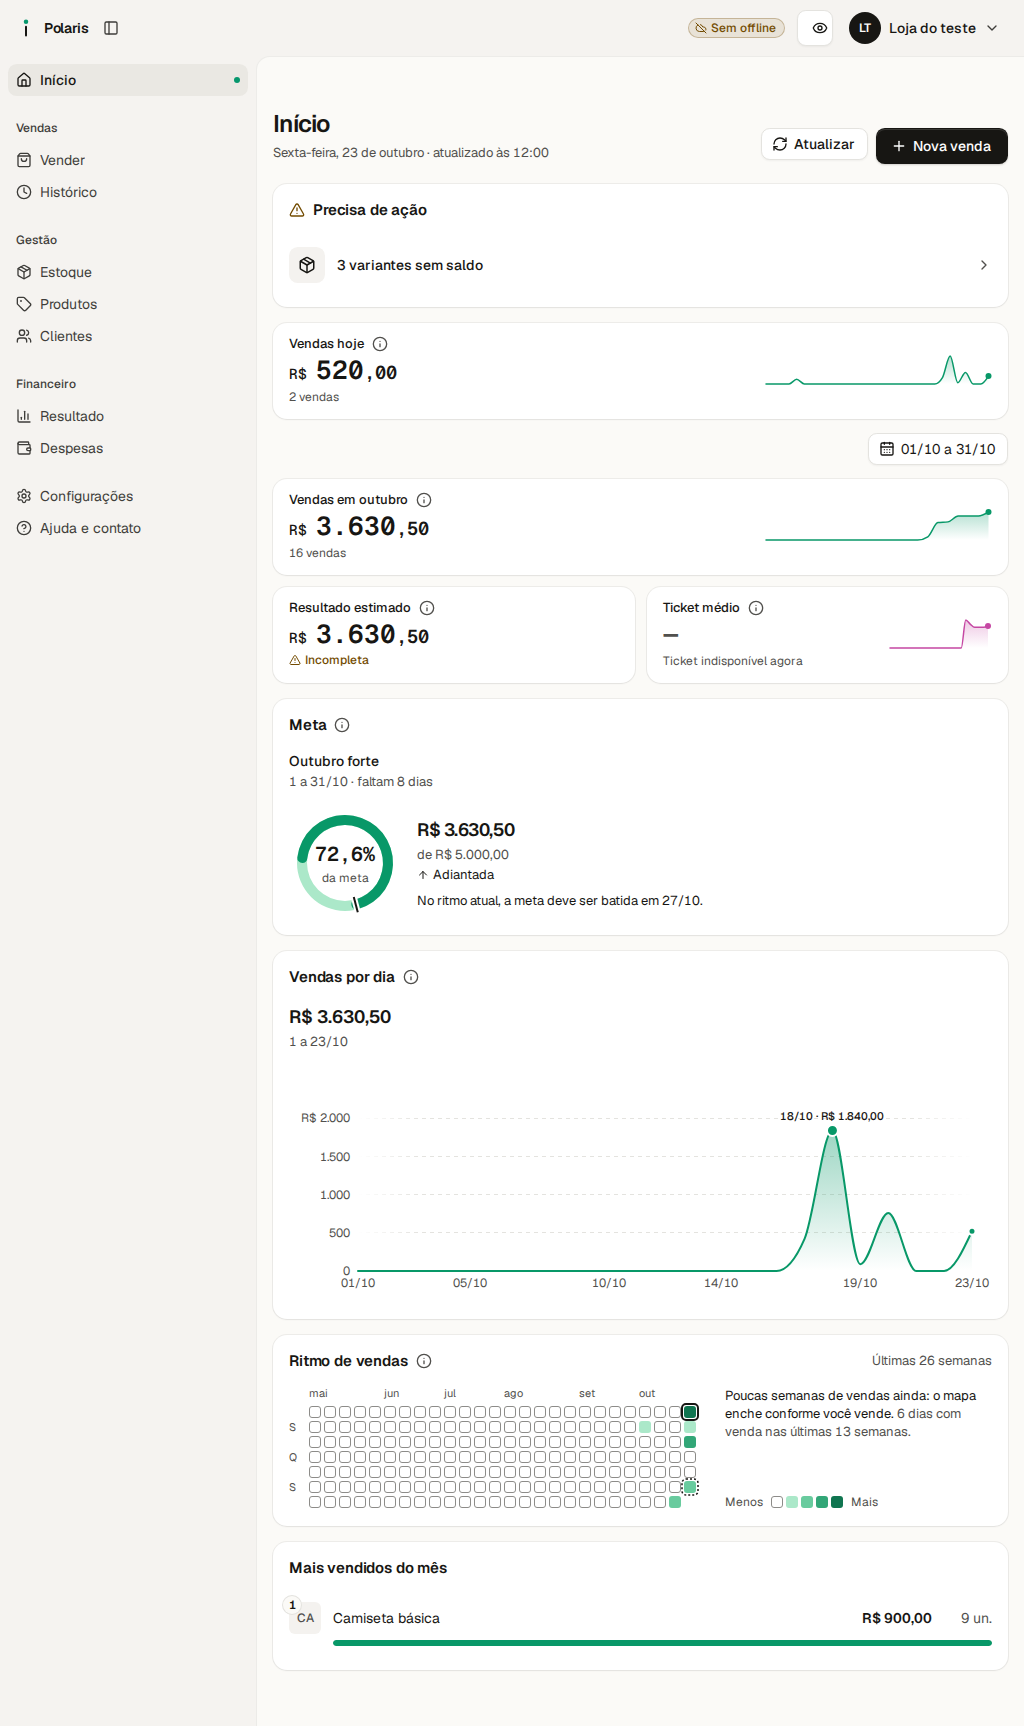 Polaris
Sem offline
LT
Loja do teste
Início
Vendas
Vender
Histórico
Gestão
Estoque
Produtos
Clientes
Financeiro
Resultado
Despesas
Configurações
Ajuda e contato
Início
Sexta-feira, 23 de outubro · atualizado às 12:00
Atualizar
Nova venda
Precisa de ação
3 variantes sem saldo
Vendas hoje
R$ 520,00
2 vendas
01/10 a 31/10
Vendas em outubro
R$ 3.630,50
16 vendas
Resultado estimado
R$ 3.630,50
Incompleta
Ticket médio
—
Ticket indisponível agora
Meta
Outubro forte
1 a 31/10 · faltam 8 dias
72,6%
da meta
R$ 3.630,50
de R$ 5.000,00
Adiantada
No ritmo atual, a meta deve ser batida em 27/10.
Vendas por dia
R$ 3.630,50
1 a 23/10
18/10 · R$ 1.840,00
R$ 2.000
1.500
1.000
500
0
01/10 05/10 10/10 14/10 19/10 23/10
Ritmo de vendas
Últimas 26 semanas
mai jun jul ago set out
S
Q
S
Poucas semanas de vendas ainda: o mapa
enche conforme você vende. 6 dias com
venda nas últimas 13 semanas.
Menos Mais
Mais vendidos do mês
1
CA
Camiseta básica
R$ 900,00
9 un.